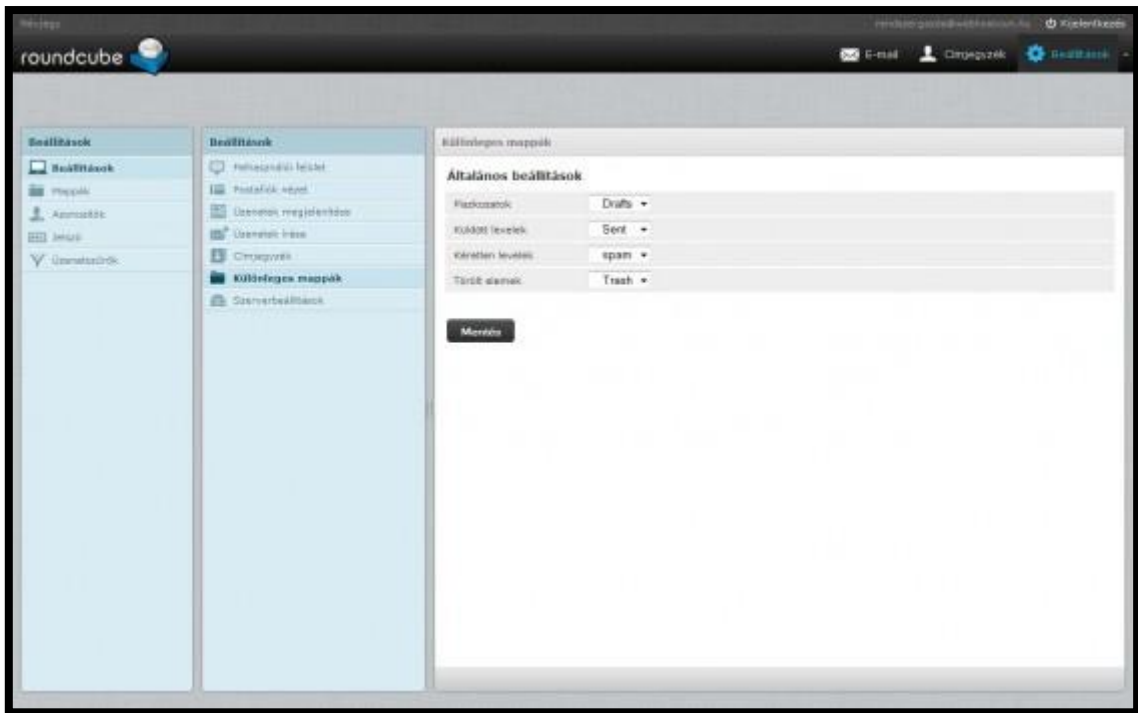 Névjegy
Kijelentkezés
roundcube
E-mail
Címjegyzék
Beállítások
Beállítások
Beállítások
Mappák
Azonosítók
Jelszó
Üzenetszűrők
Beállítások
Felhasználói felület
Postafiók nézet
Üzenetek megjelenítése
Üzenetek írása
Címjegyzék
Különleges mappák
Szerverbeállítások
Különleges mappák
Általános beállítások
Piszkozatok Drafts
Küldött levelek Sent
Kéretlen levelek spam
Törölt elemek Trash
Mentés